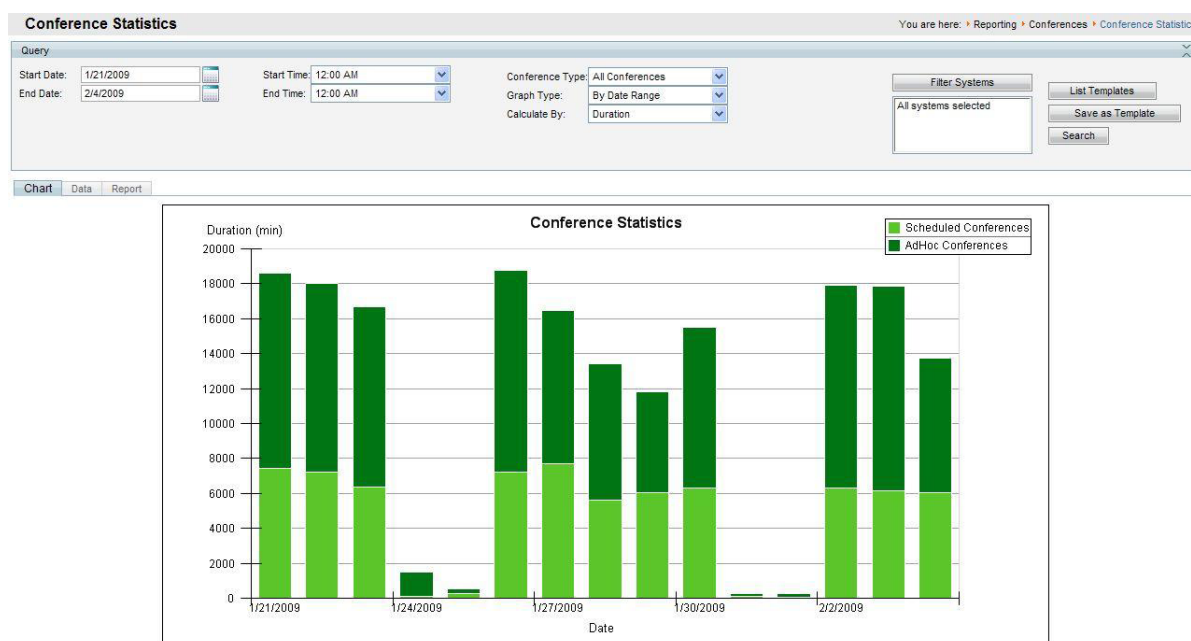 Conference Statistics
You are here: Reporting Conferences Conference Statistic
Query
Start Date: 1/21/2009
End Date: 2/4/2009
Start Time: 12:00 AM
End Time: 12:00 AM
Conference Type: All Conferences
Graph Type: By Date Range
Calculate By: Duration
Filter Systems
All systems selected
List Templates
Save as Template
Search
Chart Data Report
Conference Statistics
Duration (min)
Scheduled Conferences
AdHoc Conferences
20000
18000
16000
14000
12000
10000
8000
6000
4000
2000
0
1/21/2009 1/24/2009 1/27/2009 1/30/2009 2/2/2009
Date